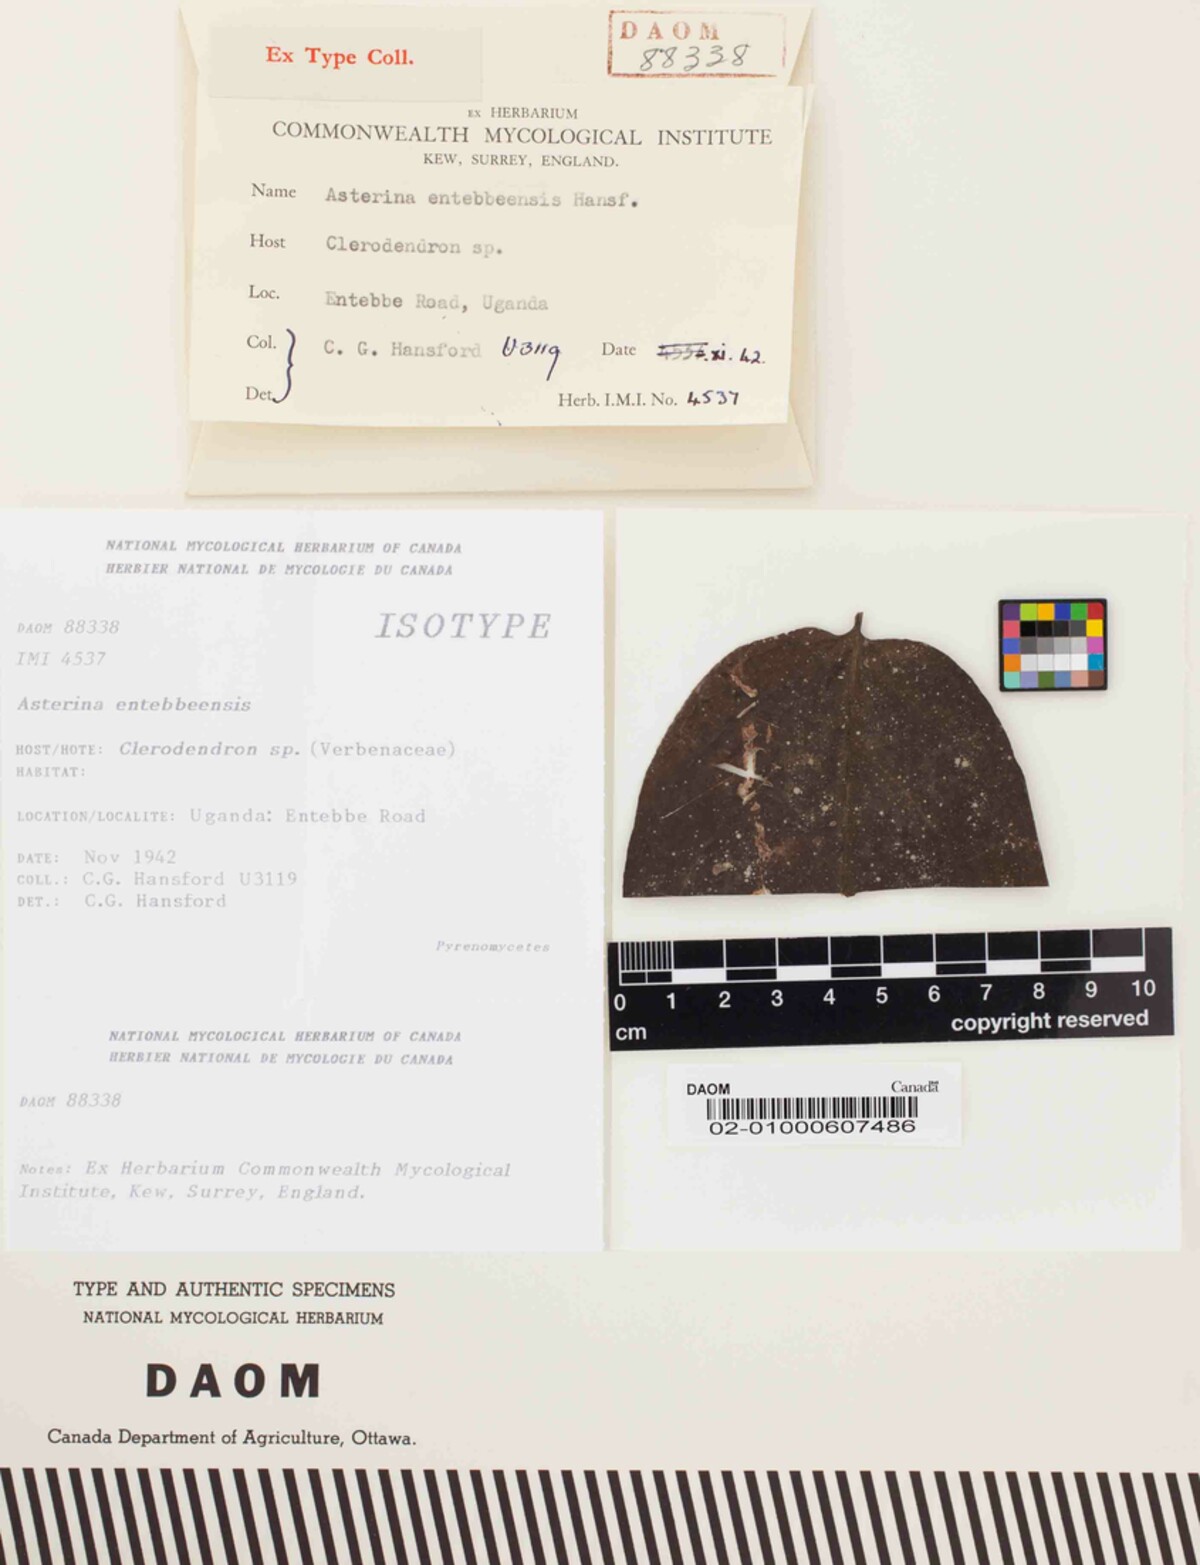 Ex Type Coll.
DAOM
88338
EX HERBARIUM
COMMONWEALTH MYCOLOGICAL INSTITUTE
KEW, SURREY, ENGLAND.
Name Asterina entebbeensis Hansf.
Host Clerodendron sp.
Loc. Entebbe Road, Uganda
Col. C. G. Hansford U3119 Date xi. 42.
Det.
Herb. I.M.I. No. 4537
NATIONAL MYCOLOGICAL HERBARIUM OF CANADA
HERBIER NATIONAL DE MYCOLOGIE DU CANADA
DAOM 88338 ISOTYPE
IMI 4537
Asterina entebbeensis
HOST/HOTE: Clerodendron sp. (Verbenaceae)
HABITAT:
LOCATION/LOCALITE: Uganda: Entebbe Road
DATE: Nov 1942
COLL.: C.G. Hansford U3119
DET.: C.G. Hansford
Pyrenomycetes
NATIONAL MYCOLOGICAL HERBARIUM OF CANADA
HERBIER NATIONAL DE MYCOLOGIE DU CANADA
DAOM 88338
Notes: Ex Herbarium Commonwealth Mycological
Institute, Kew, Surrey, England.
0 1 2 3 4 5 6 7 8 9 10
cm copyright reserved
DAOM Canada
02-01000607486
TYPE AND AUTHENTIC SPECIMENS
NATIONAL MYCOLOGICAL HERBARIUM
DAOM
Canada Department of Agriculture, Ottawa.